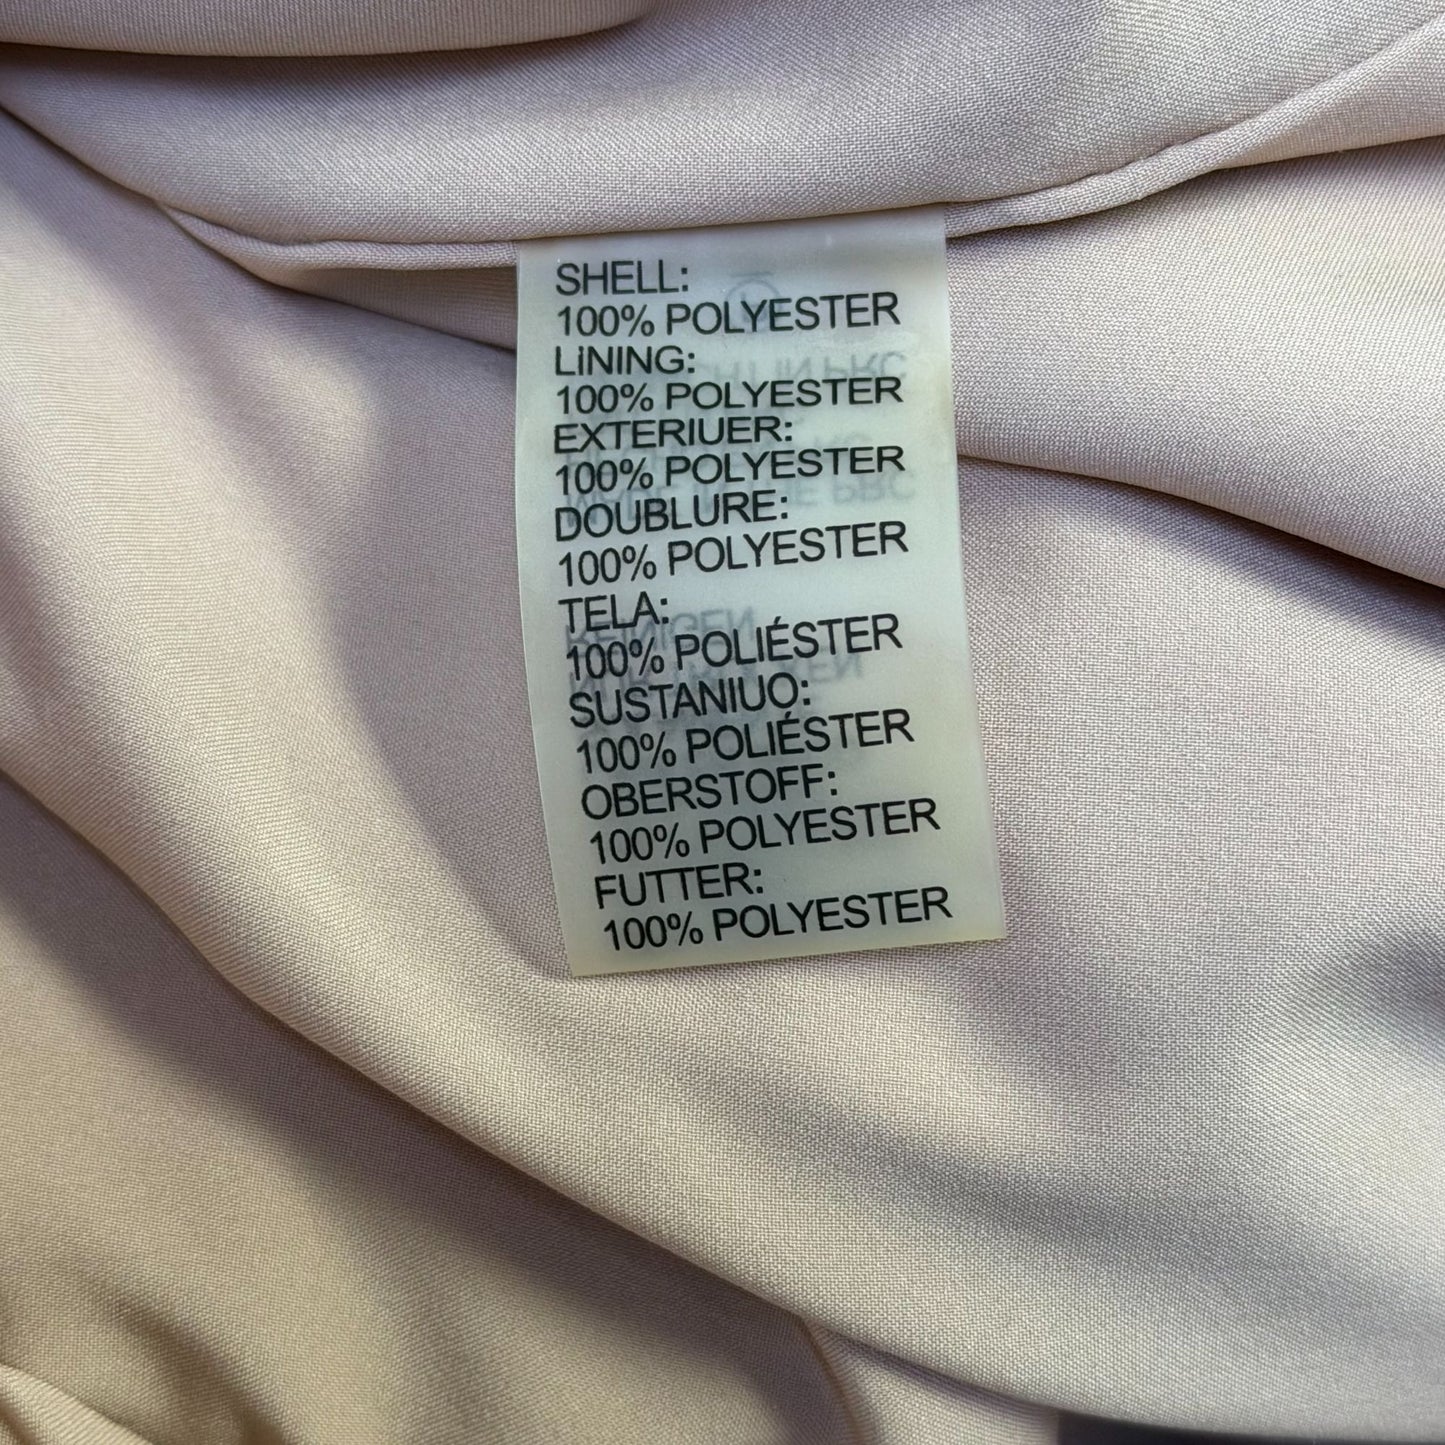 SHELL:
100% POLYESTER
LINING:
100% POLYESTER
EXTERIUER:
100% POLYESTER
DOUBLURE:
100% POLYESTER
TELA:
100% POLIÉSTER
SUSTANIUO:
100% POLIÉSTER
OBERSTOFF:
100% POLYESTER
FUTTER:
100% POLYESTER